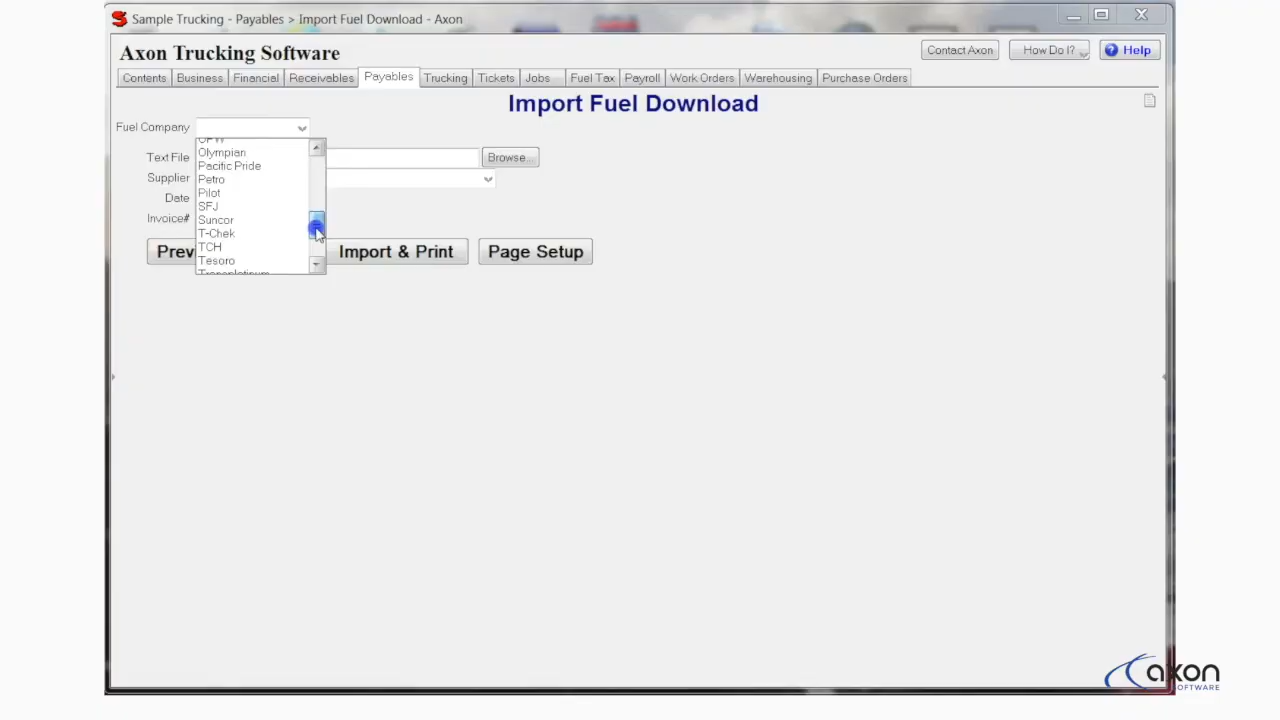 Sample Trucking - Payables > Import Fuel Download - Axon
Axon Trucking Software
Contact Axon How Do I? Help
Contents Business Financial Receivables Payables Trucking Tickets Jobs Fuel Tax Payroll Work Orders Warehousing Purchase Orders
Import Fuel Download
Fuel Company
Olympian
Text File Browse...
Pacific Pride
Supplier
Petro
Pilot
Date
SFJ
Invoice#
Suncor
T-Chek
TCH
Import & Print Page Setup
Tesoro
axon